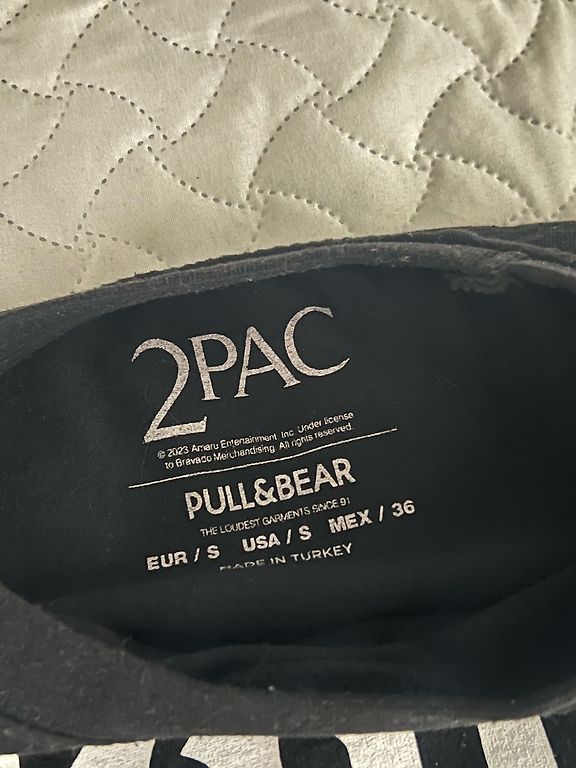 2PAC
© 2023 Amaru Entertainment, Inc. Under license
to Bravado Merchandising. All rights reserved.
PULL&BEAR
THE LOUDEST GARMENTS SINCE 91
EUR / S USA / S MEX / 36
MADE IN TURKEY